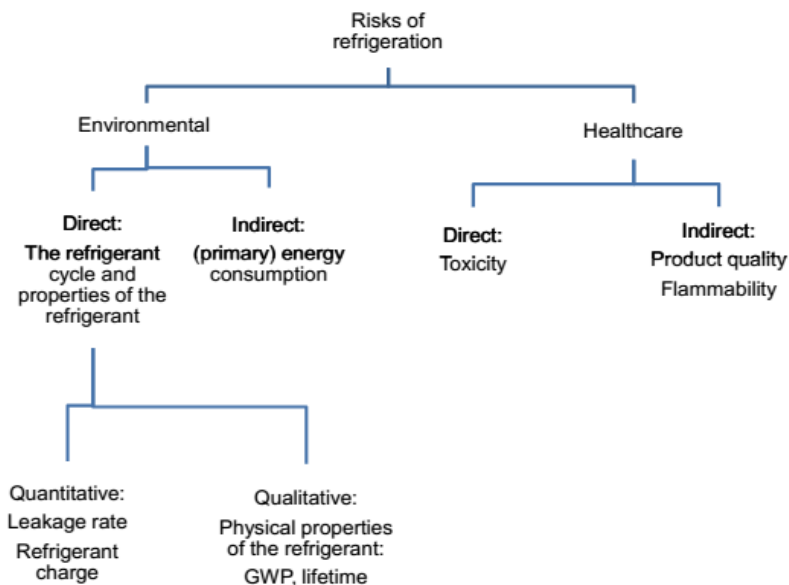 Risks of
refrigeration
Environmental
Healthcare
Direct:
The refrigerant
cycle and
properties of the
refrigerant
Indirect:
(primary) energy
consumption
Direct:
Toxicity
Indirect:
Product quality
Flammability
Quantitative:
Leakage rate
Refrigerant
charge
Qualitative:
Physical properties
of the refrigerant:
GWP, lifetime